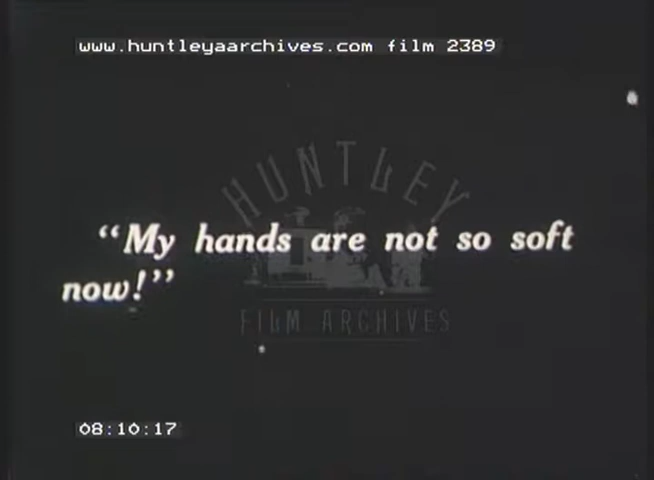 www.huntleyaarchives.com film 2389
HUNTLEY
"My hands are not so soft
now!"
FILM ARCHIVES
08:10:17